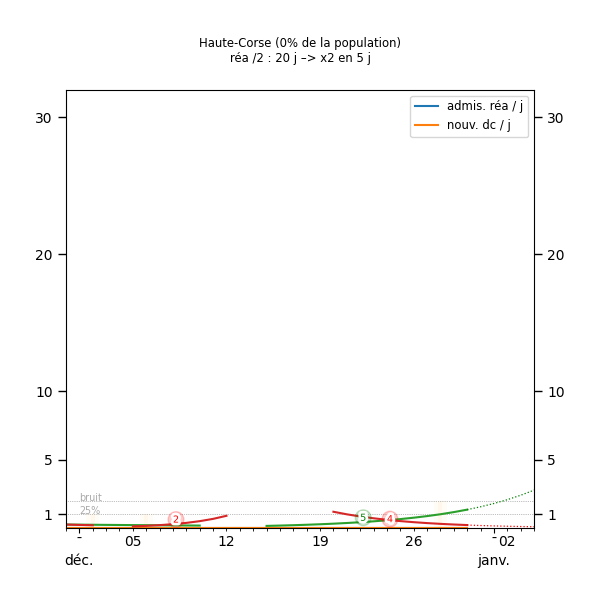 Haute-Corse (0% de la population)
réa /2 : 20 j –> x2 en 5 j
admis. réa / j
nouv. dc / j
30 30
20 20
10 10
5 5
bruit
25%
1 1
2 5 4
- 05 12 19 26 - 02
déc. janv.